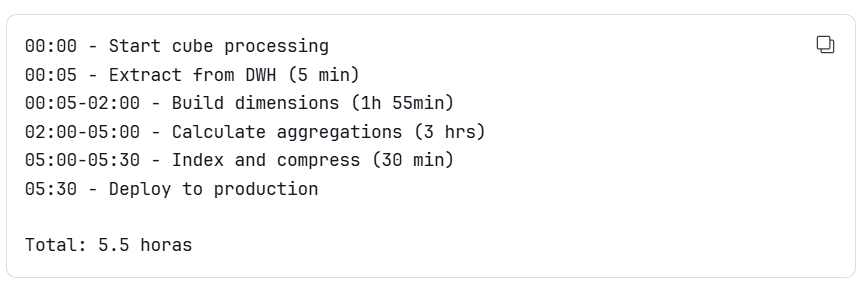 00:00 - Start cube processing
00:05 - Extract from DWH (5 min)
00:05-02:00 - Build dimensions (1h 55min)
02:00-05:00 - Calculate aggregations (3 hrs)
05:00-05:30 - Index and compress (30 min)
05:30 - Deploy to production
Total: 5.5 horas